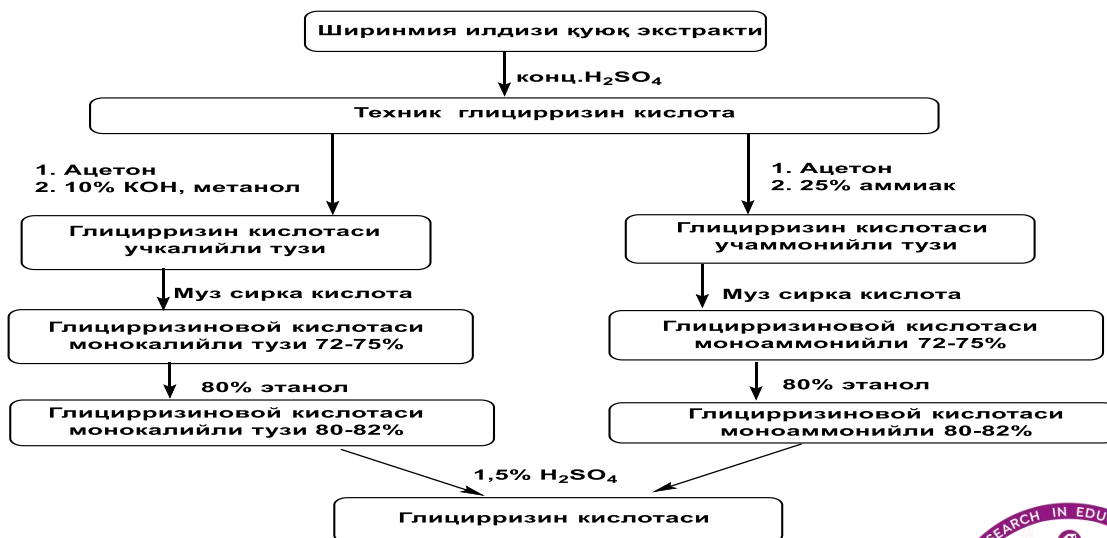 Ширинмия илдизи қуюқ экстракти
конц.H₂SO₄
Техник глицирризин кислота
1. Ацетон
2. 10% КОН, метанол
1. Ацетон
2. 25% аммиак
Глицирризин кислотаси
учкалийли тузи
Глицирризин кислотаси
учаммонийли тузи
Муз сирка кислота
Муз сирка кислота
Глицирризиновой кислотаси
монокалийли тузи 72-75%
Глицирризиновой кислотаси
моноаммонийли 72-75%
80% этанол
80% этанол
Глицирризиновой кислотаси
монокалийли тузи 80-82%
Глицирризиновой кислотаси
моноаммонийли 80-82%
1,5% H₂SO₄
Глицирризин кислотаси
IN